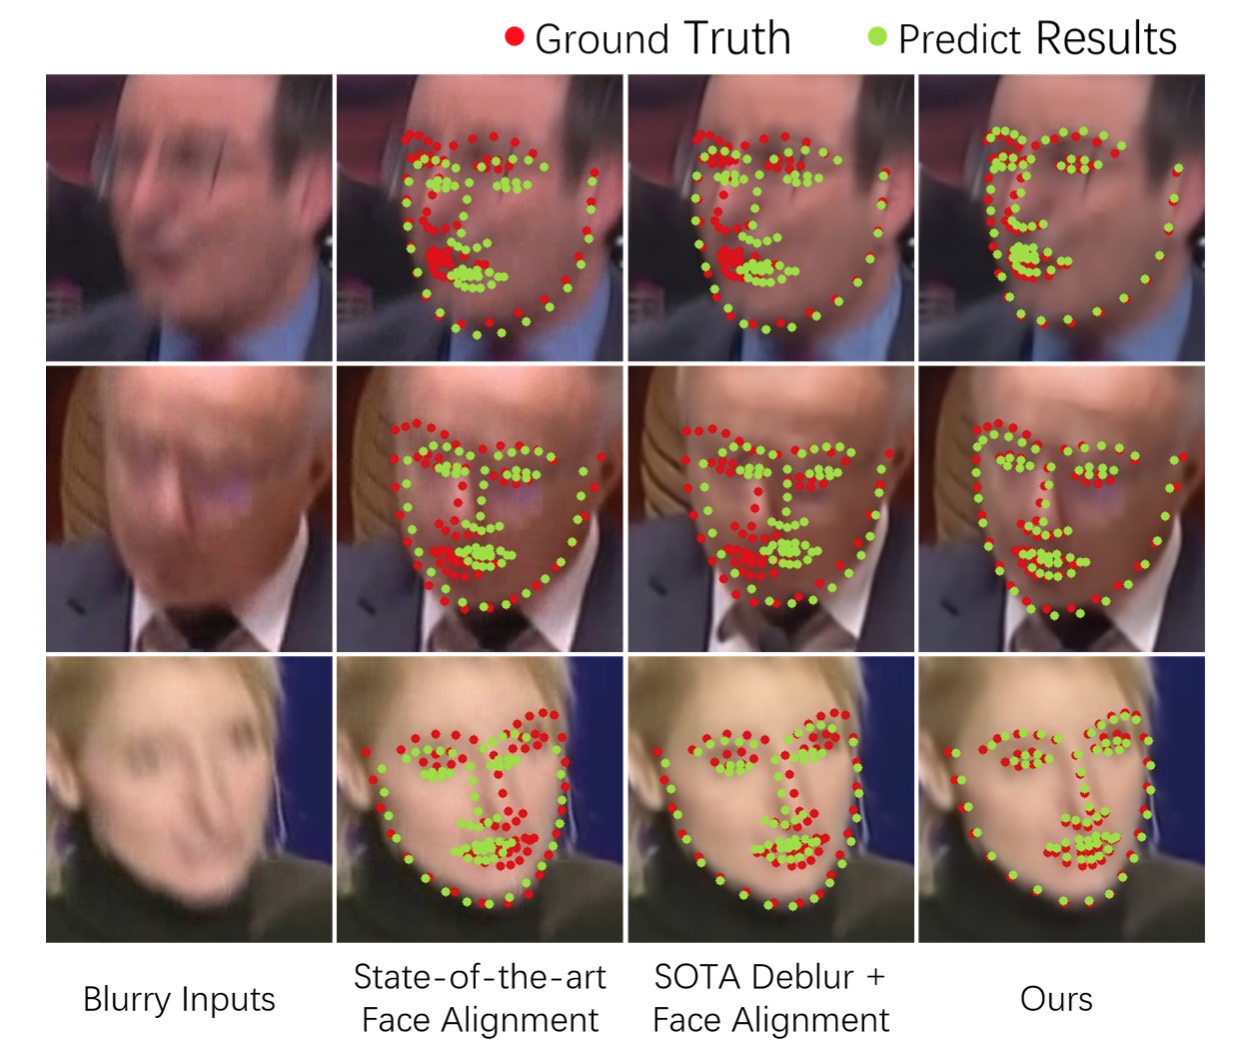 Ground Truth
Predict Results
Blurry Inputs
State-of-the-art
Face Alignment
SOTA Deblur +
Face Alignment
Ours